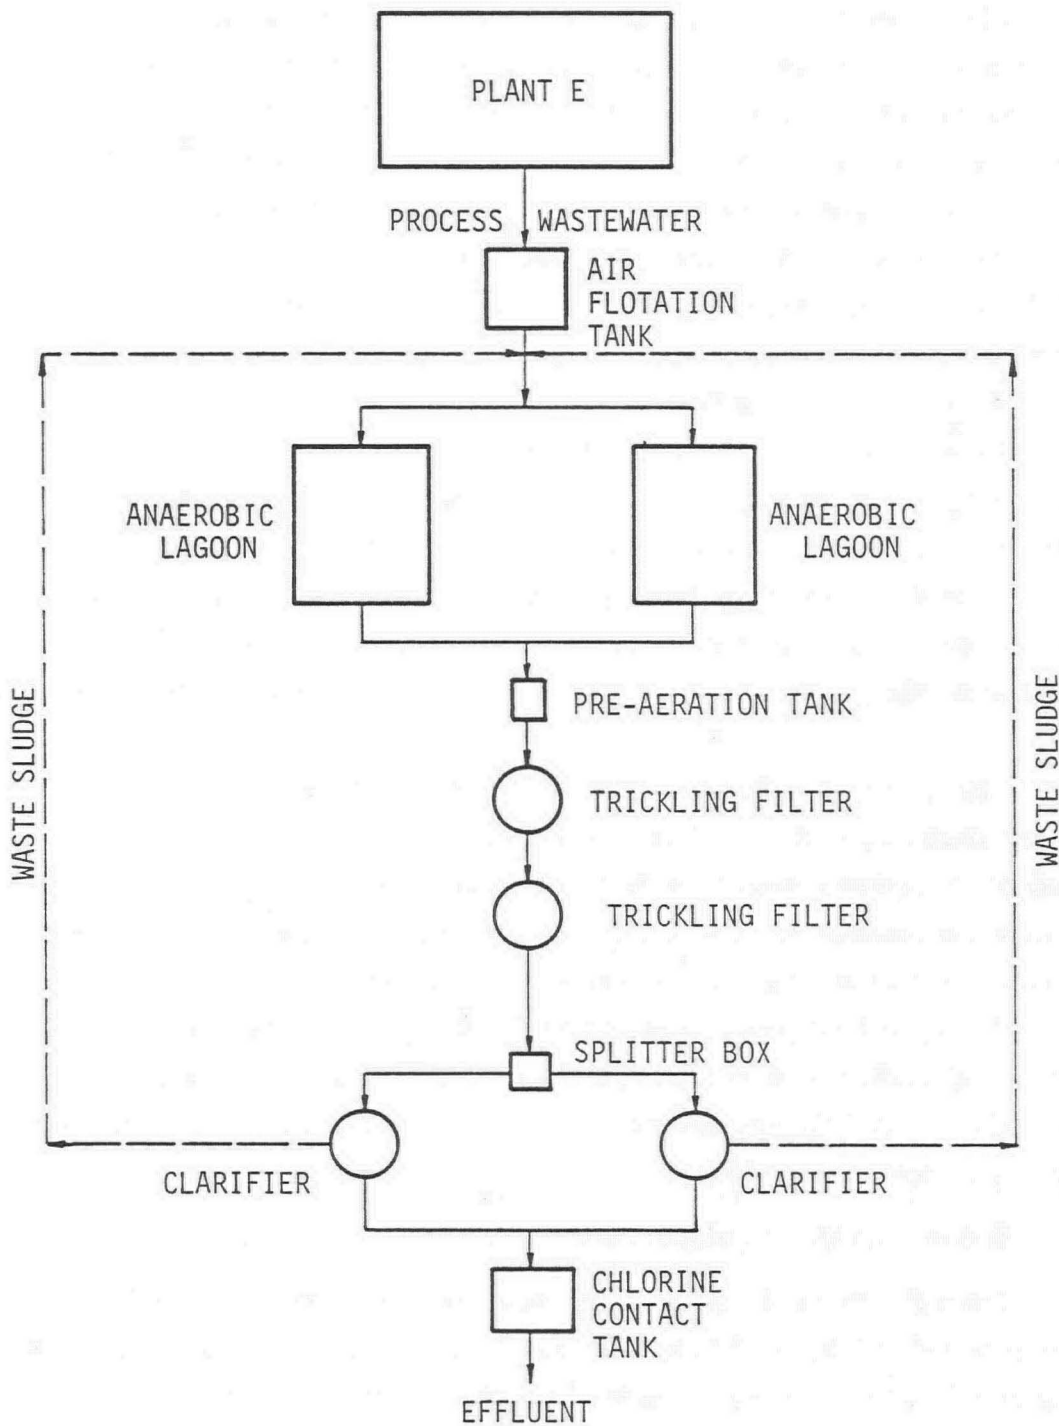 PLANT E
PROCESS WASTEWATER
AIR
FLOTATION
TANK
ANAEROBIC
LAGOON
ANAEROBIC
LAGOON
PRE-AERATION TANK
WASTE SLUDGE
WASTE SLUDGE
TRICKLING FILTER
TRICKLING FILTER
SPLITTER BOX
CLARIFIER
CLARIFIER
CHLORINE
CONTACT
TANK
EFFLUENT